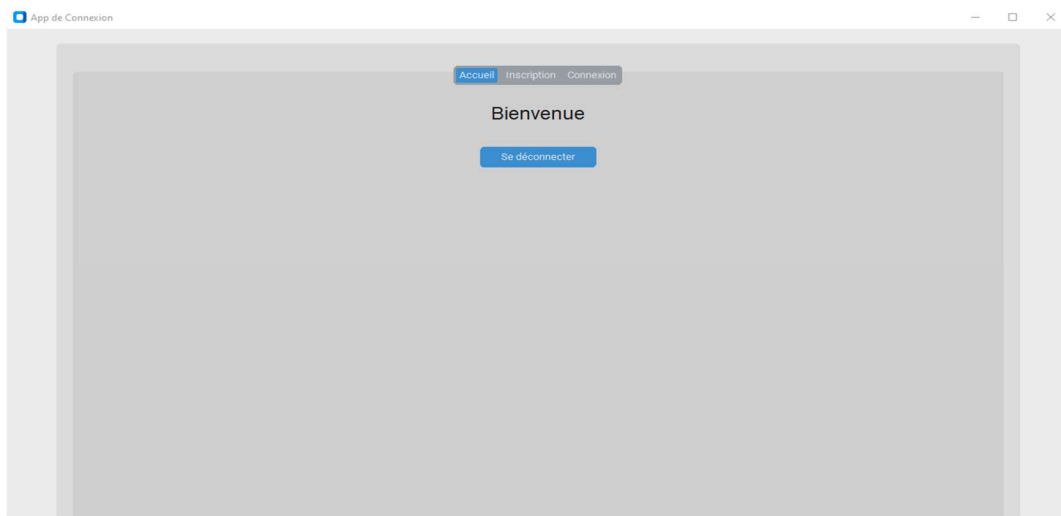 App de Connexion
Accueil Inscription Connexion
Bienvenue
Se déconnecter